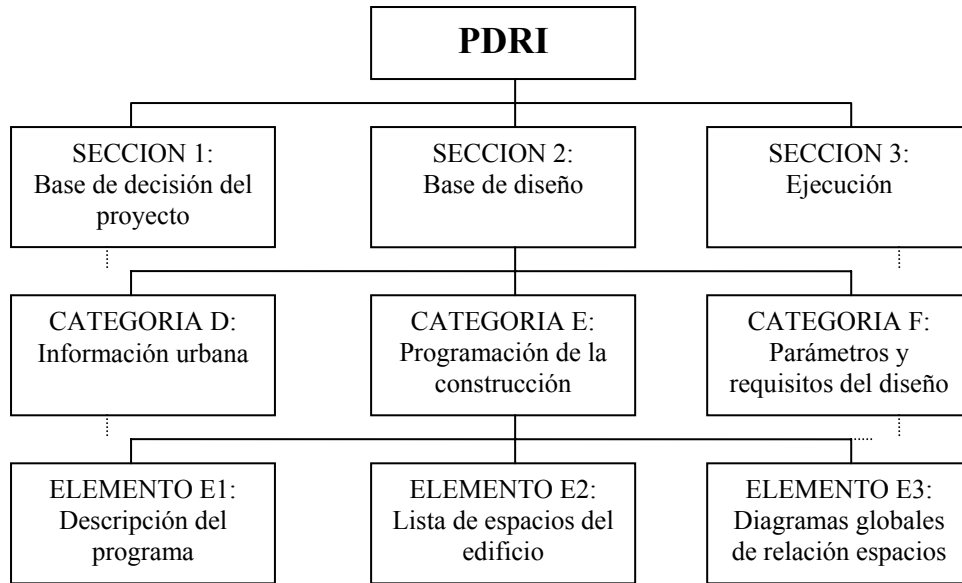 PDRI
SECCION 1:
Base de decisión del
proyecto
SECCION 2:
Base de diseño
SECCION 3:
Ejecución
CATEGORIA D:
Información urbana
CATEGORIA E:
Programación de la
construcción
CATEGORIA F:
Parámetros y
requisitos del diseño
ELEMENTO E1:
Descripción del
programa
ELEMENTO E2:
Lista de espacios del
edificio
ELEMENTO E3:
Diagramas globales
de relación espacios